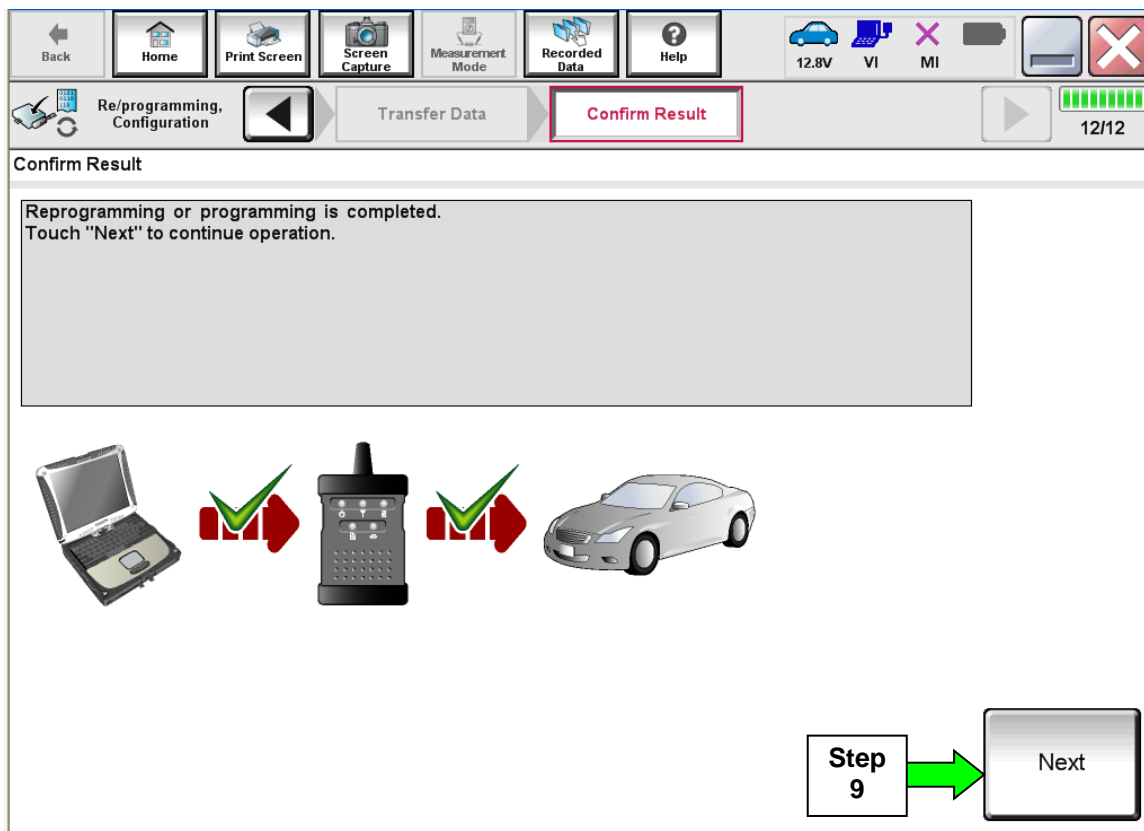 Back
Home
Print Screen
Screen
Capture
Measurement
Mode
Recorded
Data
Help
12.8V
VI
MI
Re/programming,
Configuration
Transfer Data
Confirm Result
12/12
Confirm Result
Reprogramming or programming is completed.
Touch "Next" to continue operation.
Step
9
Next